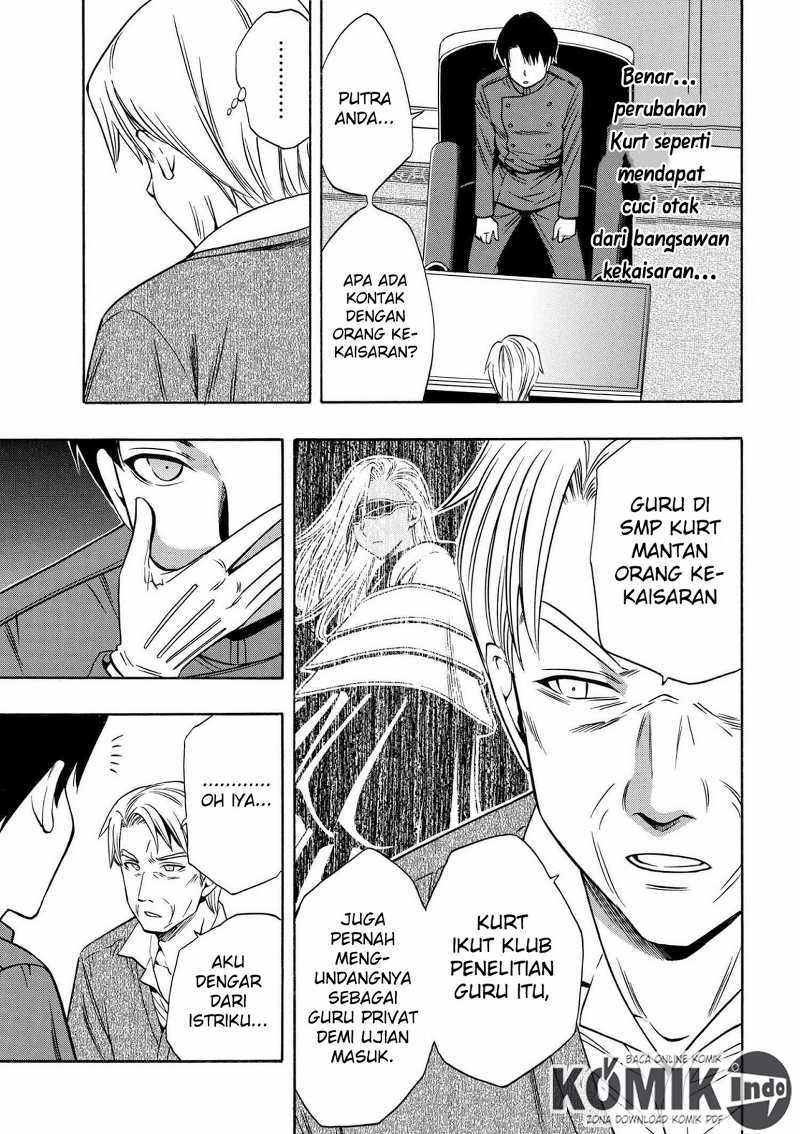 Benar...
perubahan
Kurt seperti
mendapat
cuci otak
dari bangsawan
kekaisaran...
PUTRA
ANDA...
APA ADA
KONTAK
DENGAN
ORANG KE-
KAISARAN?
.........
GURU DI
SMP KURT
MANTAN
ORANG KE-
KAISARAN
KURT
IKUT KLUB
PENELITIAN
GURU ITU,
JUGA
PERNAH
MENG-
UNDANGNYA
SEBAGAI
GURU PRIVAT
DEMI UJIAN
MASUK.
............
OH IYA...
AKU
DENGAR
DARI
ISTRIKU...
BACA ONLINE KOMIK
KOMIK indo
ZONA DOWNLOAD KOMIK PDF